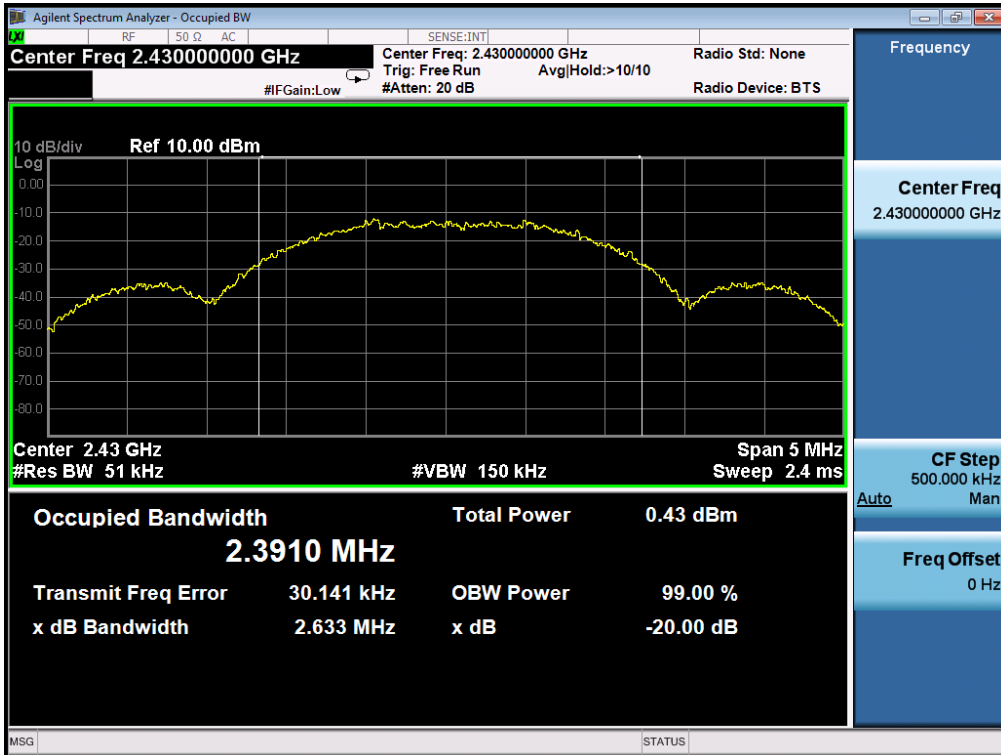 Agilent Spectrum Analyzer - Occupied BW
LXI RF 50 Ω AC SENSE:INT
Center Freq 2.430000000 GHz
#IFGain:Low
Center Freq: 2.430000000 GHz
Trig: Free Run Avg|Hold:>10/10
#Atten: 20 dB
Radio Std: None
Radio Device: BTS
10 dB/div Ref 10.00 dBm
Log
0.00
-10.0
-20.0
-30.0
-40.0
-50.0
-60.0
-70.0
-80.0
Center 2.43 GHz Span 5 MHz
#Res BW 51 kHz #VBW 150 kHz Sweep 2.4 ms
Occupied Bandwidth Total Power 0.43 dBm
2.3910 MHz
Transmit Freq Error 30.141 kHz OBW Power 99.00 %
x dB Bandwidth 2.633 MHz x dB -20.00 dB
MSG STATUS
Frequency
Center Freq
2.430000000 GHz
CF Step
500.000 kHz
Auto Man
Freq Offset
0 Hz